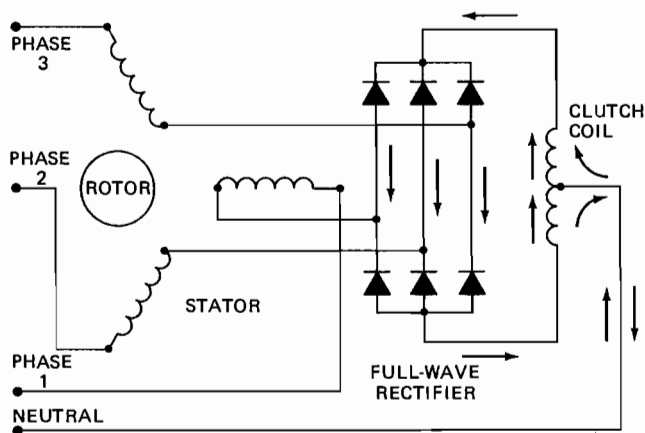 PHASE
3
PHASE
2
ROTOR
STATOR
PHASE
1
NEUTRAL
FULL-WAVE
RECTIFIER
CLUTCH
COIL